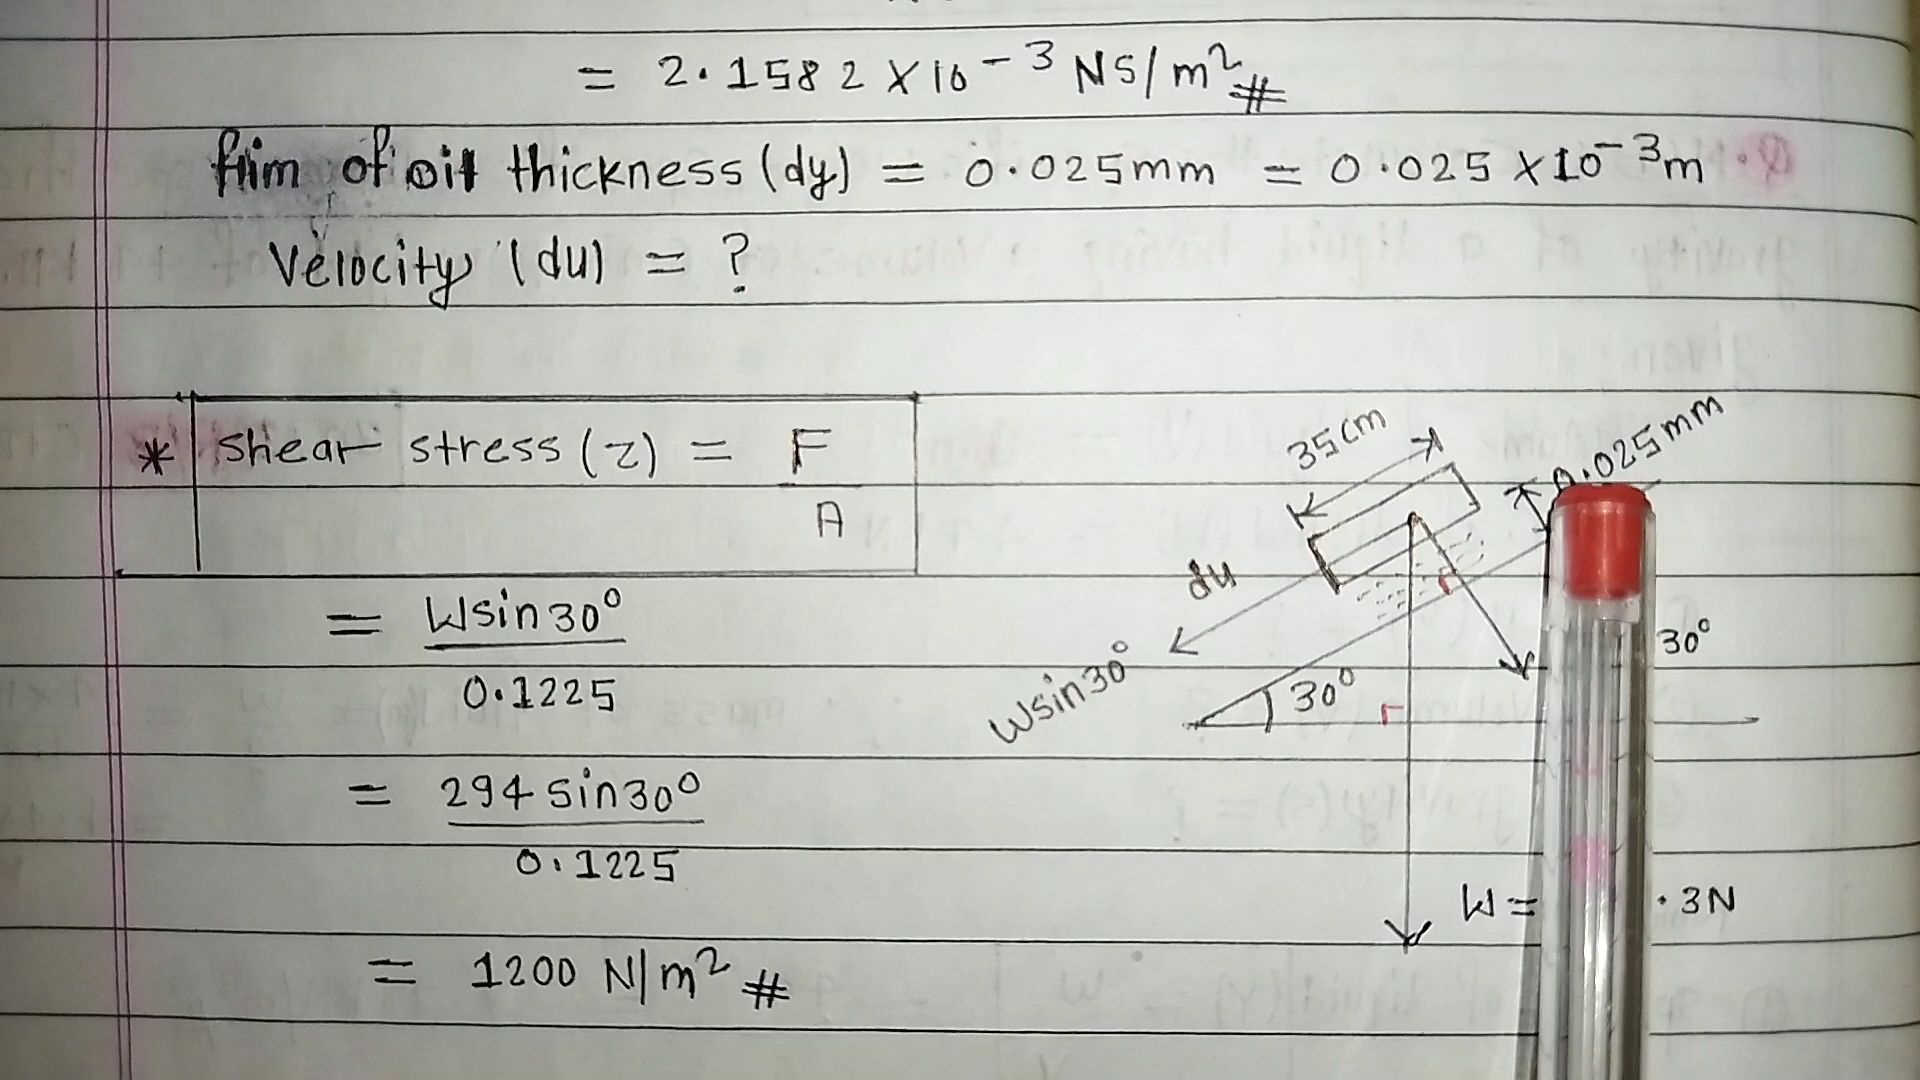 = 2.1582 X 10⁻³ NS/m² #
film of oil thickness (dy) = 0.025mm = 0.025 X 10⁻³m
Velocity (du) = ?
* Shear stress (τ) = F
A
= Wsin30°
0.1225
= 294 sin30°
0.1225
= 1200 N/m² #
35cm
0.025mm
du
Wsin30°
30°
30°
W= .3N